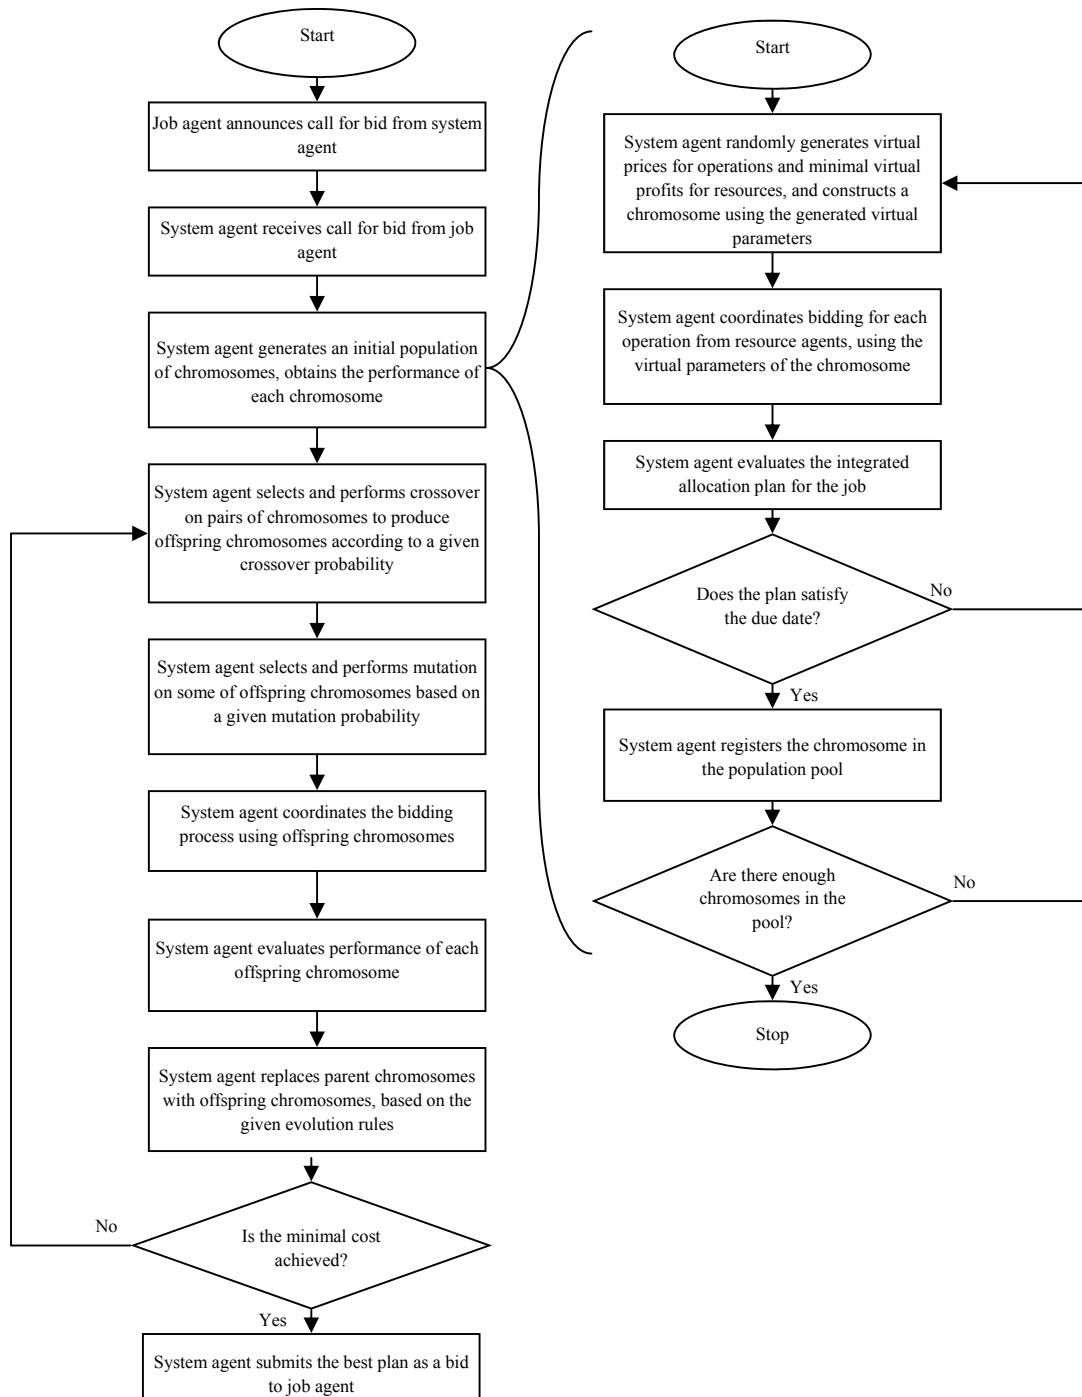 Start
Job agent announces call for bid from system
agent
System agent receives call for bid from job
agent
System agent generates an initial population
of chromosomes, obtains the performance of
each chromosome
System agent selects and performs crossover
on pairs of chromosomes to produce
offspring chromosomes according to a given
crossover probability
System agent selects and performs mutation
on some of offspring chromosomes based on
a given mutation probability
System agent coordinates the bidding
process using offspring chromosomes
System agent evaluates performance of each
offspring chromosome
System agent replaces parent chromosomes
with offspring chromosomes, based on the
given evolution rules
No
Is the minimal cost
achieved?
Yes
System agent submits the best plan as a bid
to job agent
Start
System agent randomly generates virtual
prices for operations and minimal virtual
profits for resources, and constructs a
chromosome using the generated virtual
parameters
System agent coordinates bidding for each
operation from resource agents, using the
virtual parameters of the chromosome
System agent evaluates the integrated
allocation plan for the job
Does the plan satisfy
the due date?
No
Yes
System agent registers the chromosome in
the population pool
Are there enough
chromosomes in the
pool?
No
Yes
Stop